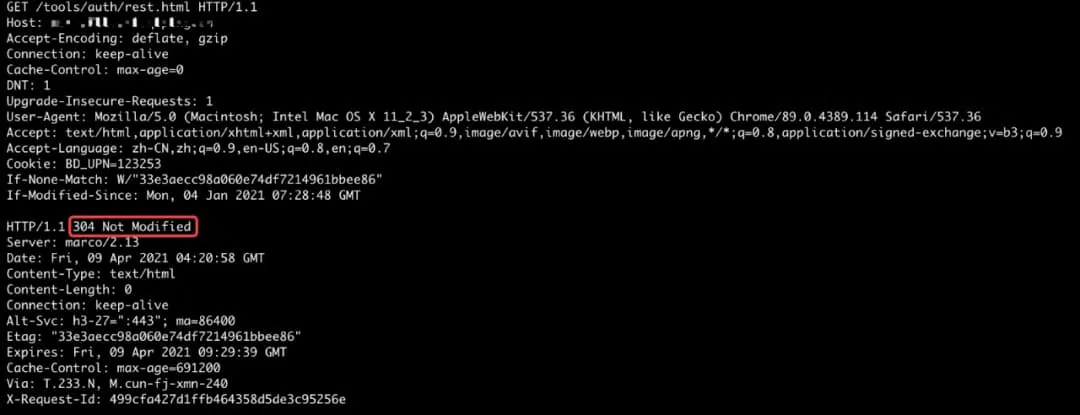 GET /tools/auth/rest.html HTTP/1.1
Host:
Accept-Encoding: deflate, gzip
Connection: keep-alive
Cache-Control: max-age=0
DNT: 1
Upgrade-Insecure-Requests: 1
User-Agent: Mozilla/5.0 (Macintosh; Intel Mac OS X 11_2_3) AppleWebKit/537.36 (KHTML, like Gecko) Chrome/89.0.4389.114 Safari/537.36
Accept: text/html,application/xhtml+xml,application/xml;q=0.9,image/avif,image/webp,image/apng,*/*;q=0.8,application/signed-exchange;v=b3;q=0.9
Accept-Language: zh-CN,zh;q=0.9,en-US;q=0.8,en;q=0.7
Cookie: BD_UPN=123253
If-None-Match: W/"33e3aecc98a060e74df7214961bbee86"
If-Modified-Since: Mon, 04 Jan 2021 07:28:48 GMT
HTTP/1.1 304 Not Modified
Server: marco/2.13
Date: Fri, 09 Apr 2021 04:20:58 GMT
Content-Type: text/html
Content-Length: 0
Connection: keep-alive
Alt-Svc: h3-27=":443"; ma=86400
Etag: "33e3aecc98a060e74df7214961bbee86"
Expires: Fri, 09 Apr 2021 09:29:39 GMT
Cache-Control: max-age=691200
Via: T.233.N, M.cun-fj-xmn-240
X-Request-Id: 499cfa427d1ffb464358d5de3c95256e